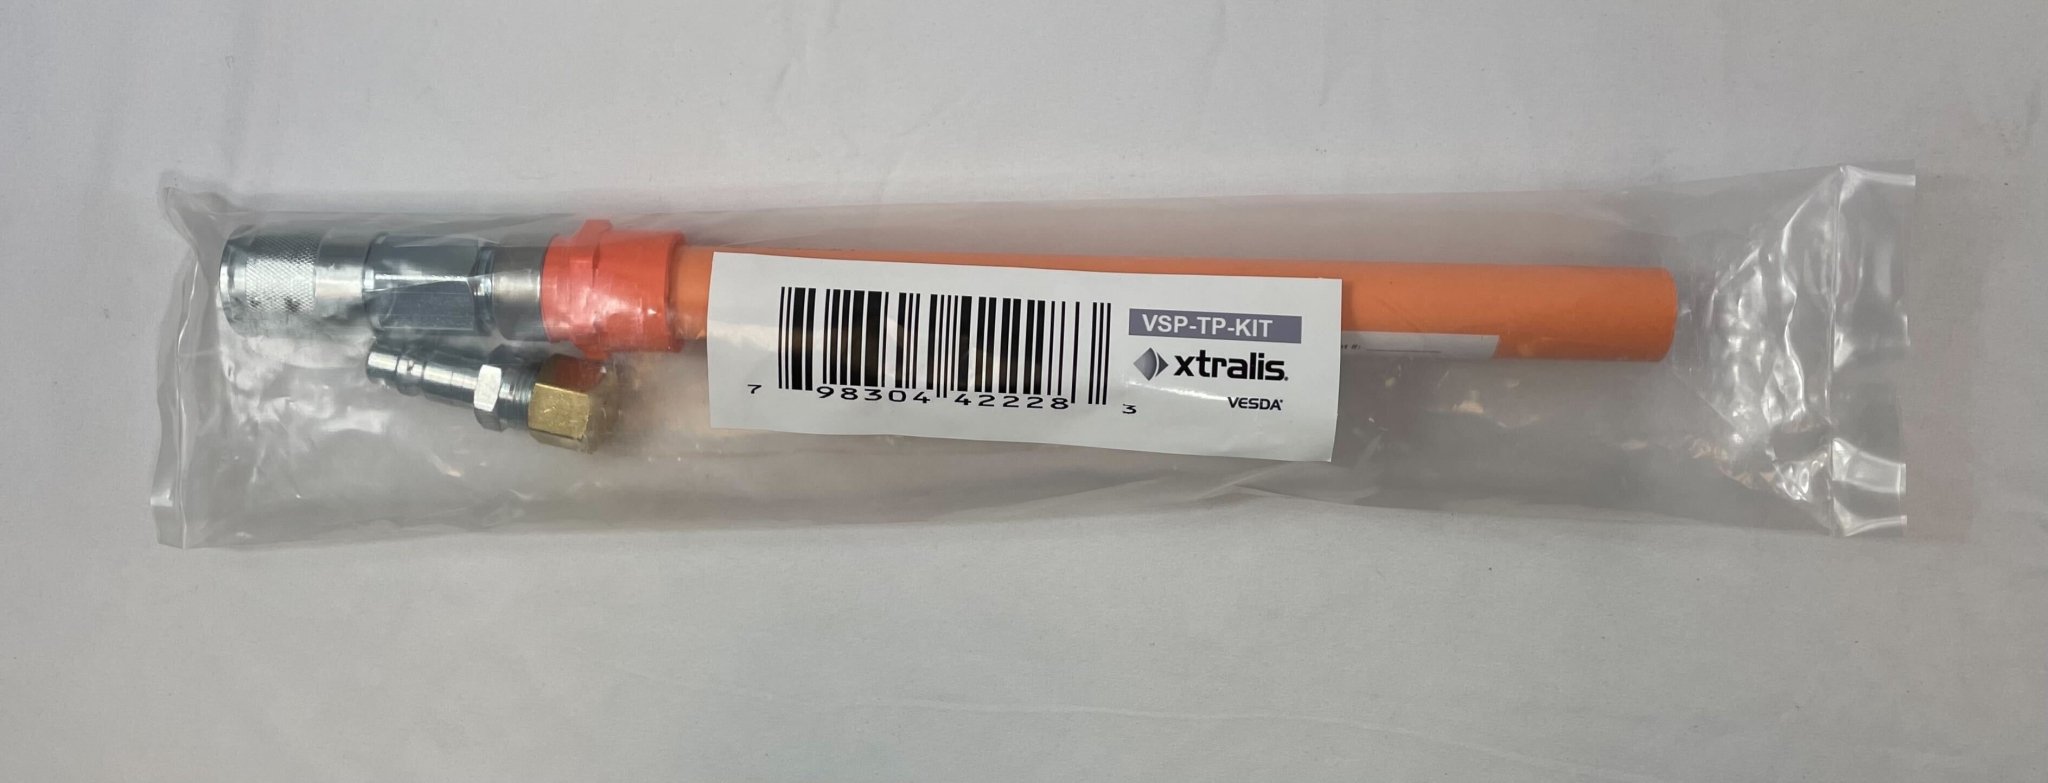 VSP-TP-KIT
xtralis®
VESDA®
7 98304 42228 3